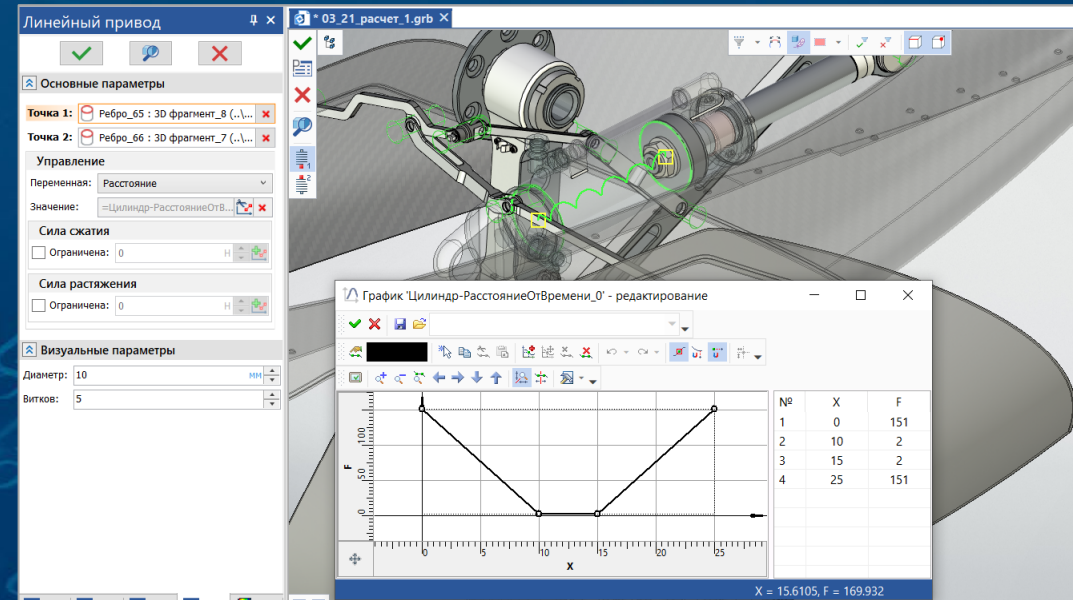 Линейный привод
Основные параметры
Точка 1: Ребро_65 : 3D фрагмент_8 (..\...
Точка 2: Ребро_66 : 3D фрагмент_7 (..\...
Управление
Переменная: Расстояние
Значение: =Цилиндр-РасстояниеОтВ...
Сила сжатия
Ограничена: 0 Н
Сила растяжения
Ограничена: 0 Н
Визуальные параметры
Диаметр: 10 мм
Витков: 5
* 03_21_расчет_1.grb
1
2
График 'Цилиндр-РасстояниеОтВремени_0' - редактирование
№ X F
1 0 151
2 10 2
3 15 2
4 25 151
100
50
0
F
0 5 10 15 20 25
X
X = 15.6105, F = 169.932